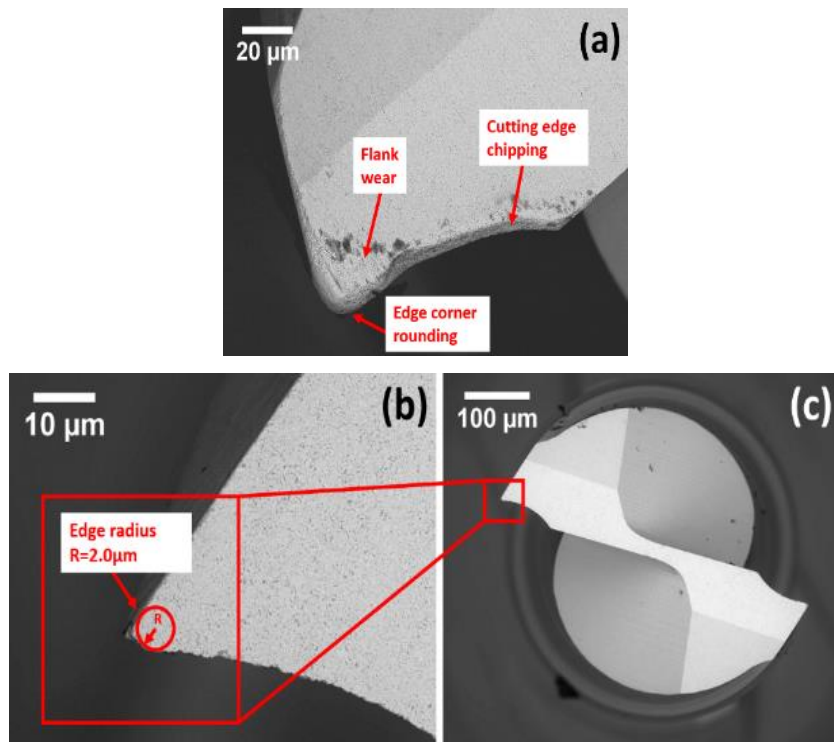 (a)
20 µm
Cutting edge
chipping
Flank
wear
Edge corner
rounding
(b)
10 µm
Edge radius
R=2.0µm
R
(c)
100 µm